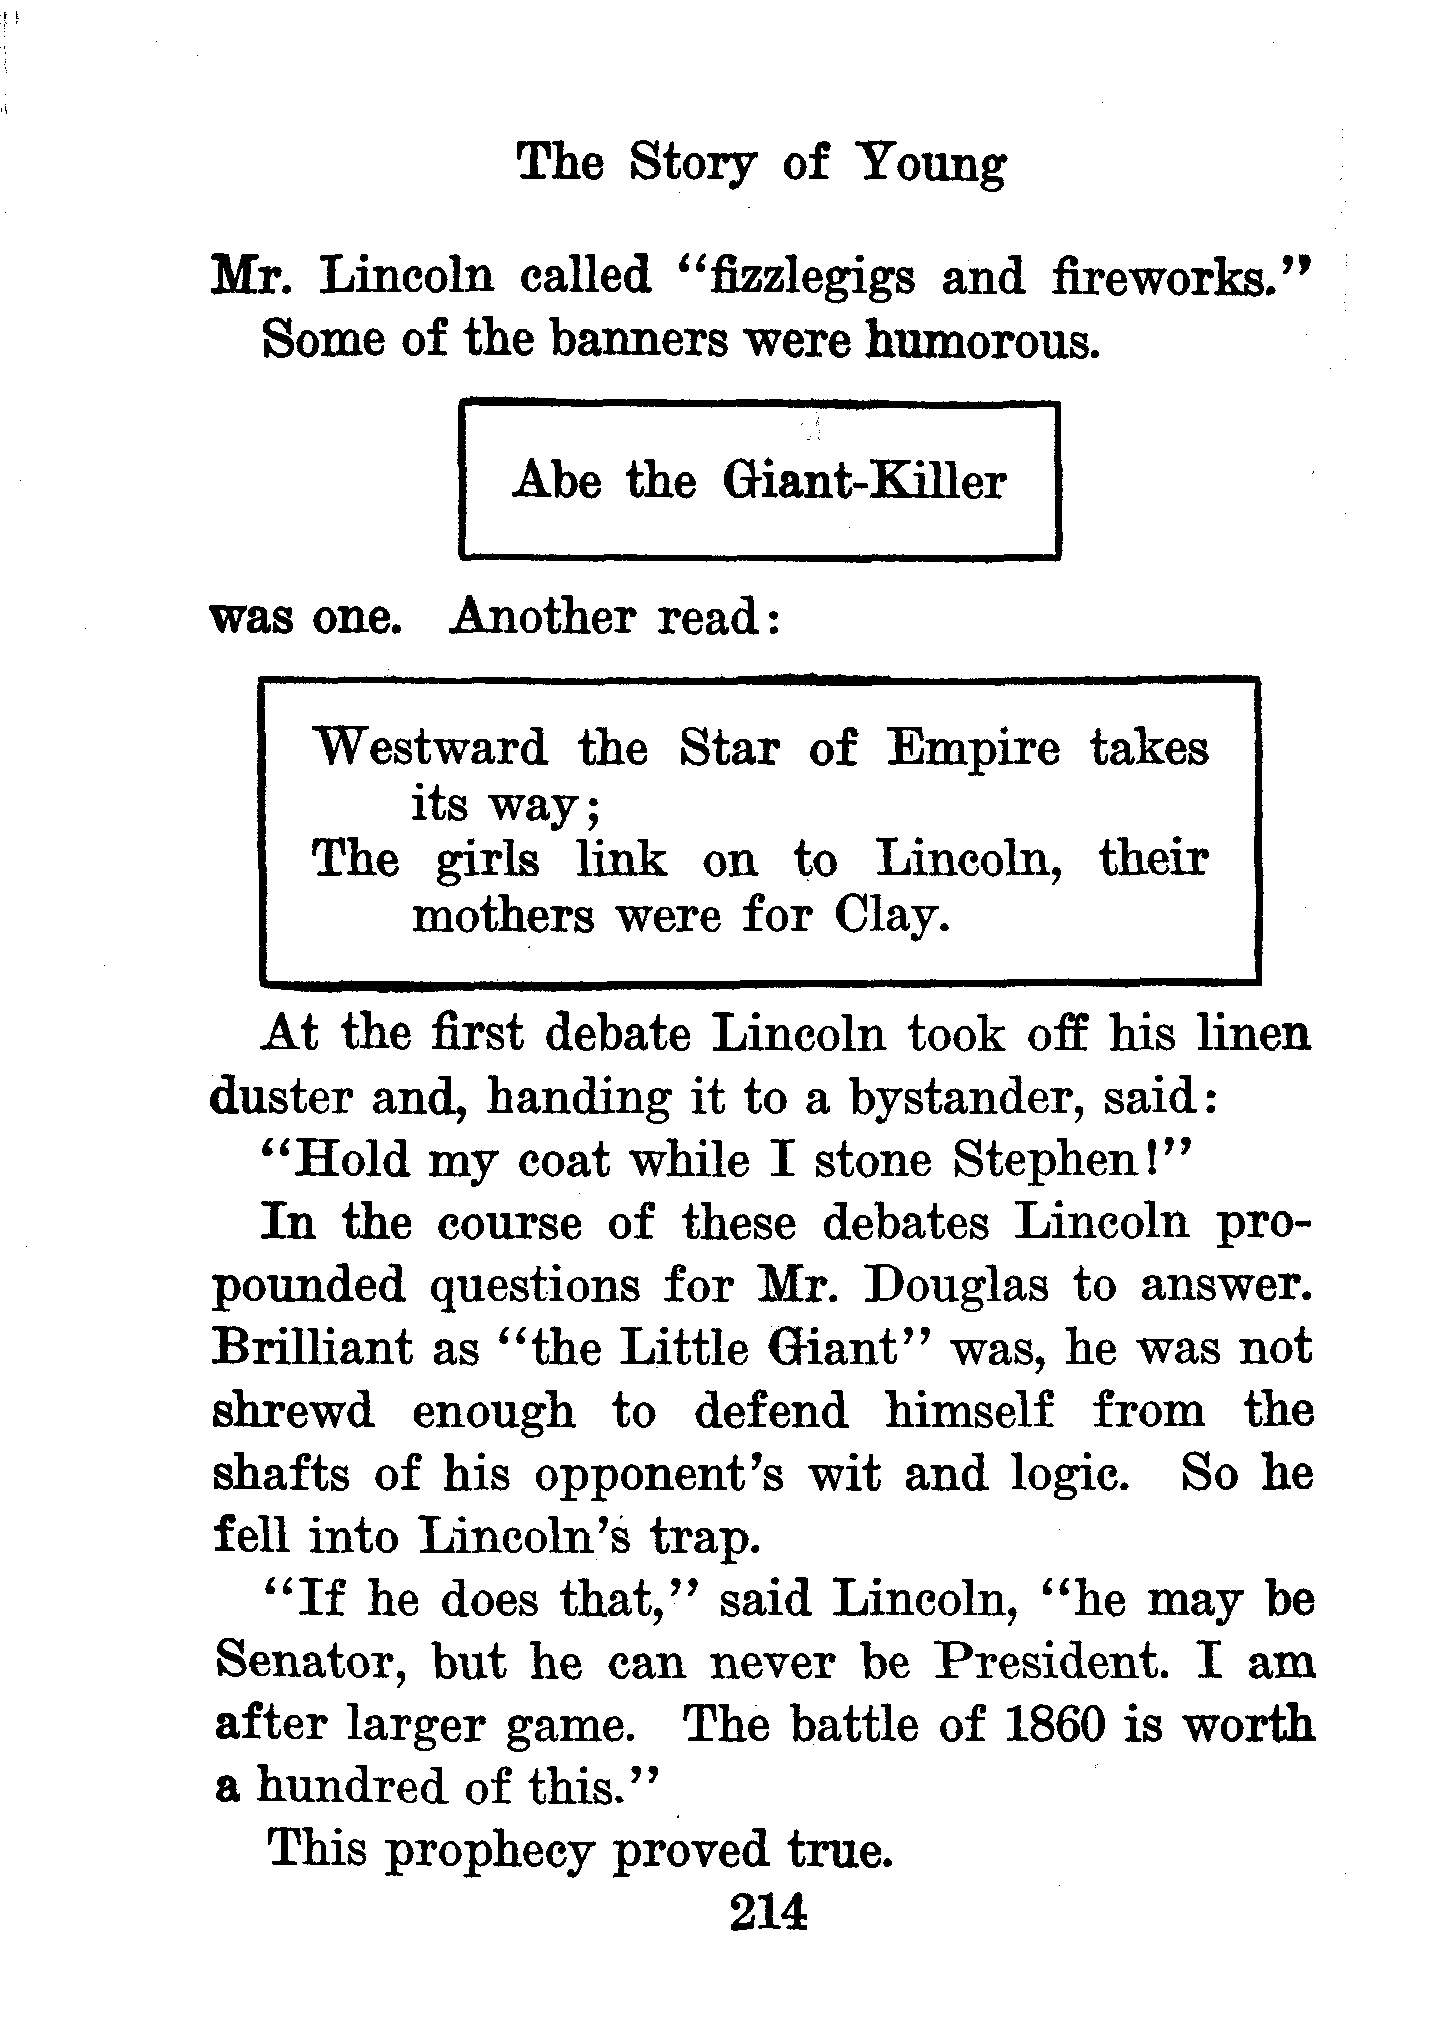 The Story of Young
Mr. Lincoln called “fizzlegigs and fireworks.”
Some of the banners were humorous.
Abe the Giant-Killer
was one. Another read:
Westward the Star of Empire takes
its way;
The girls link on to Lincoln, their
mothers were for Clay.
At the first debate Lincoln took off his linen
duster and, handing it to a bystander, said:
“Hold my coat while I stone Stephen!”
In the course of these debates Lincoln pro-
pounded questions for Mr. Douglas to answer.
Brilliant as “the Little Giant” was, he was not
shrewd enough to defend himself from the
shafts of his opponent’s wit and logic. So he
fell into Lincoln’s trap.
“If he does that,” said Lincoln, “he may be
Senator, but he can never be President. I am
after larger game. The battle of 1860 is worth
a hundred of this.”
This prophecy proved true.
214